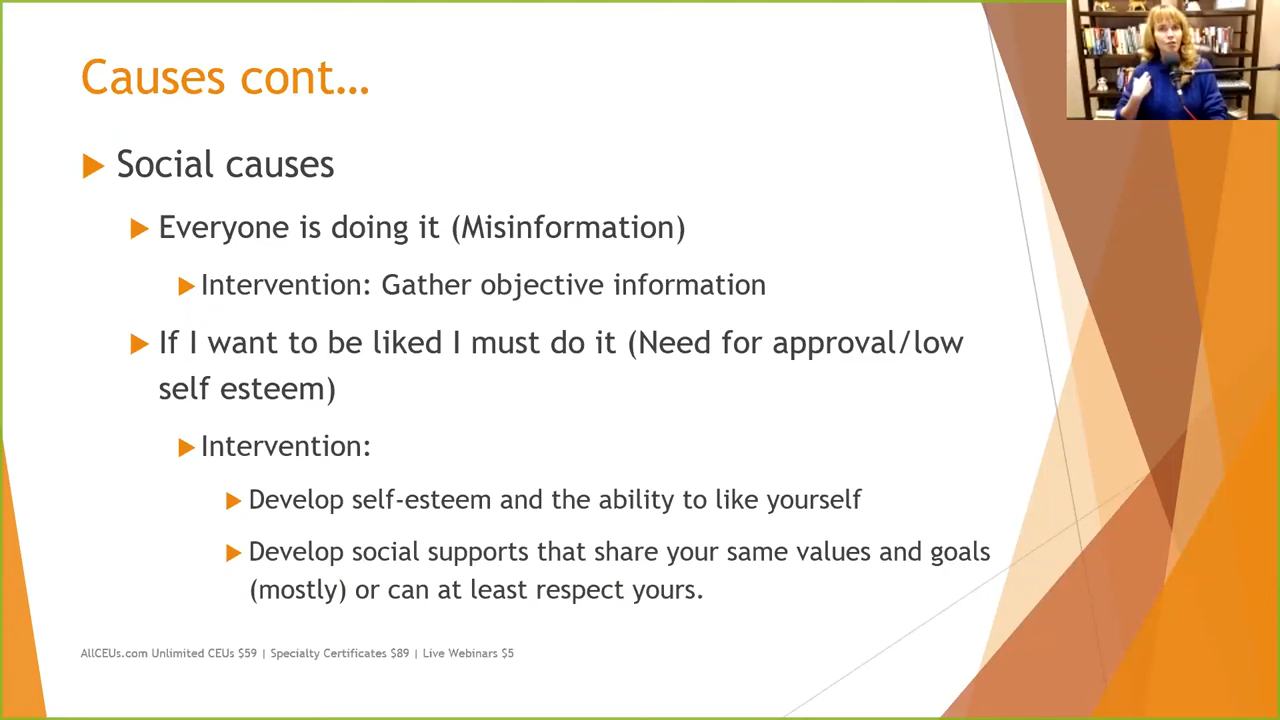 Causes cont…
Social causes
Everyone is doing it (Misinformation)
Intervention: Gather objective information
If I want to be liked I must do it (Need for approval/low
self esteem)
Intervention:
Develop self-esteem and the ability to like yourself
Develop social supports that share your same values and goals
(mostly) or can at least respect yours.
AllCEUs.com Unlimited CEUs $59 | Specialty Certificates $89 | Live Webinars $5